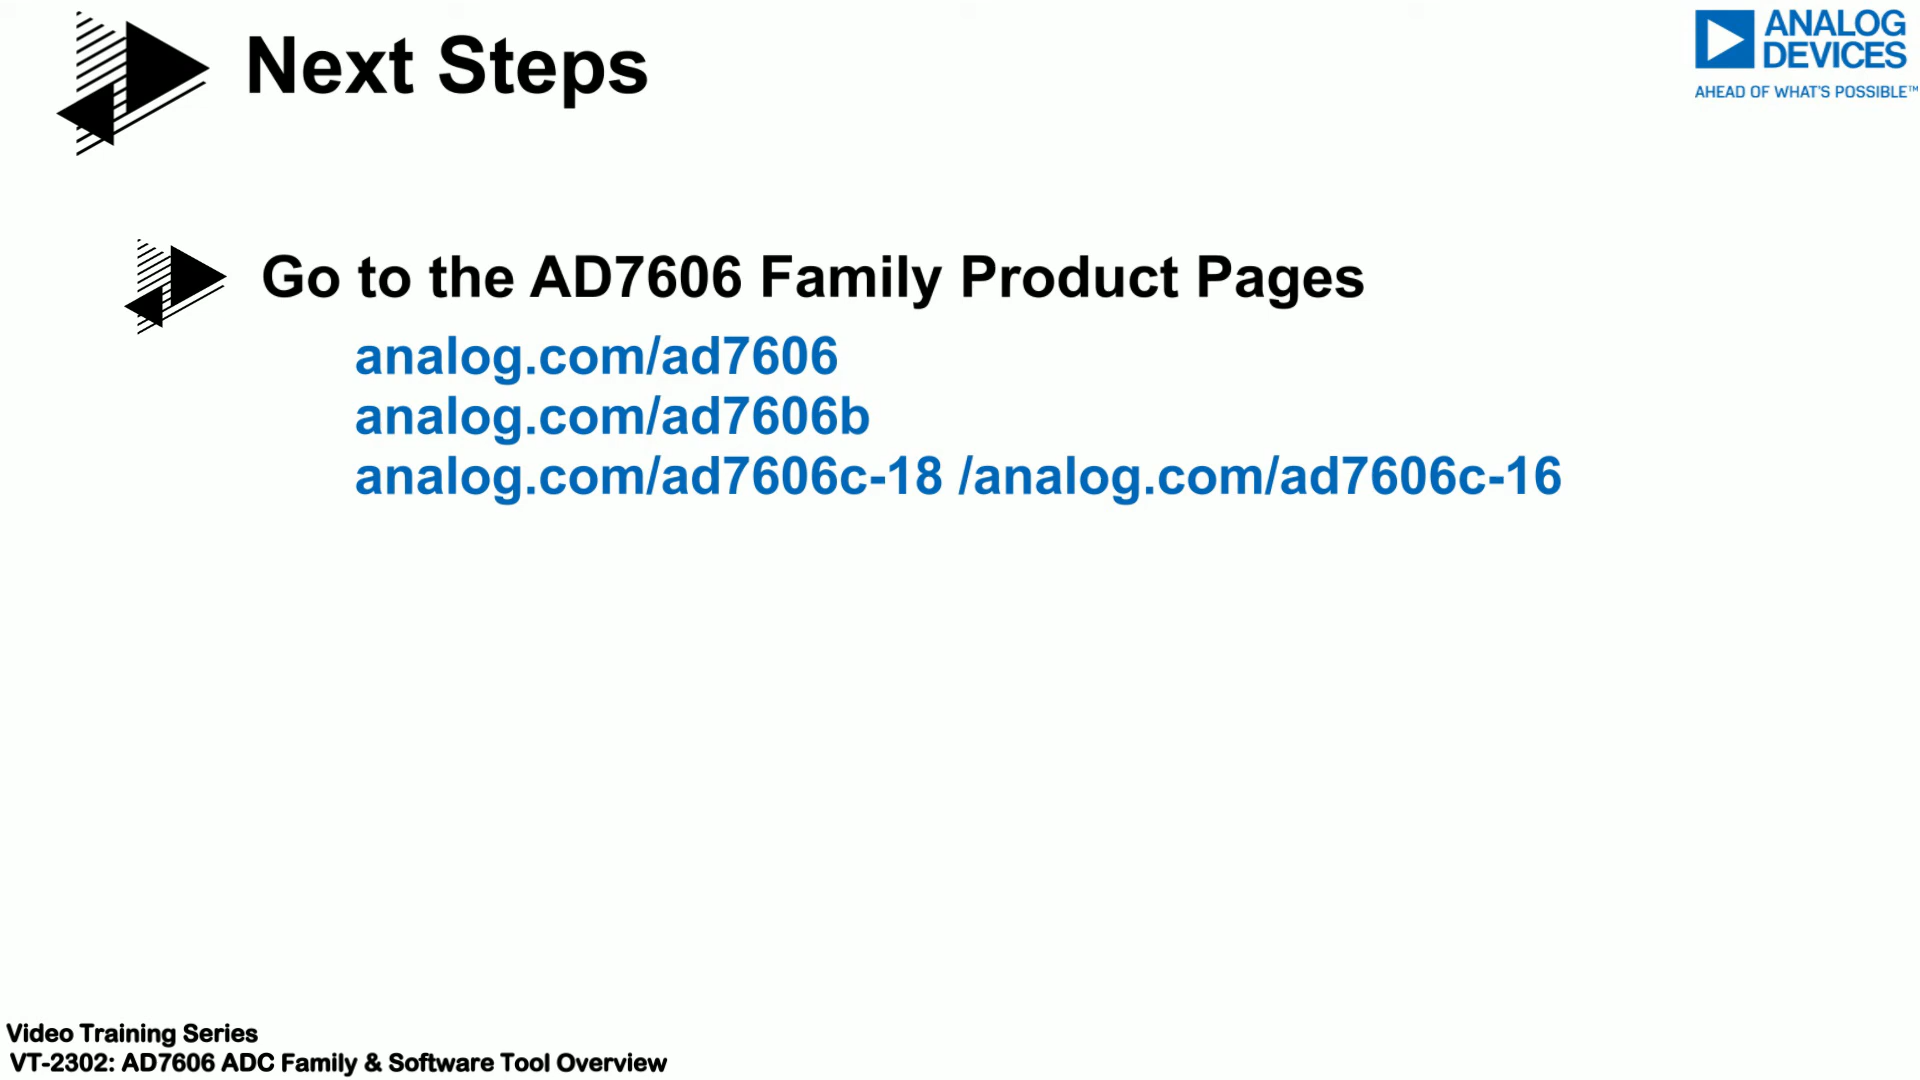 Next Steps
ANALOG
DEVICES
AHEAD OF WHAT'S POSSIBLE™
Go to the AD7606 Family Product Pages
analog.com/ad7606
analog.com/ad7606b
analog.com/ad7606c-18 /analog.com/ad7606c-16
Video Training Series
VT-2302: AD7606 ADC Family & Software Tool Overview